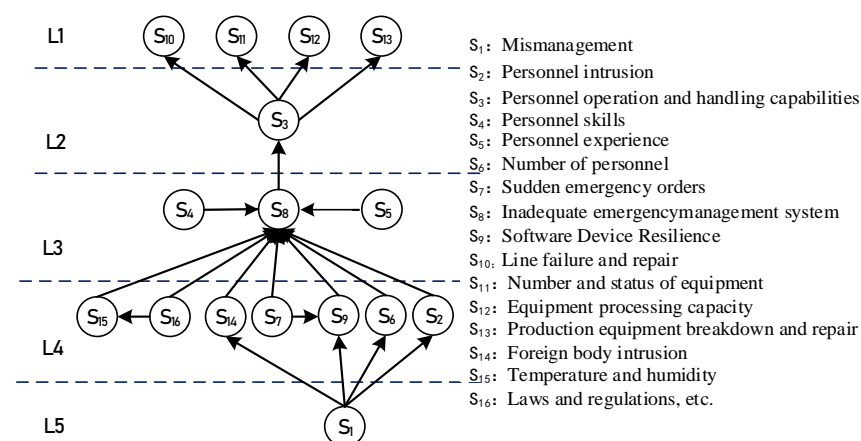 L1
S₁₀ S₁₁ S₁₂ S₁₃
S₃
L2
S₄ S₈ S₅
L3
S₁₅ S₁₆ S₁₄ S₇ S₉ S₆ S₂
L4
S₁
L5
S₁: Mismanagement
S₂: Personnel intrusion
S₃: Personnel operation and handling capabilities
S₄: Personnel skills
S₅: Personnel experience
S₆: Number of personnel
S₇: Sudden emergency orders
S₈: Inadequate emergencymanagement system
S₉: Software Device Resilience
S₁₀: Line failure and repair
S₁₁: Number and status of equipment
S₁₂: Equipment processing capacity
S₁₃: Production equipment breakdown and repair
S₁₄: Foreign body intrusion
S₁₅: Temperature and humidity
S₁₆: Laws and regulations, etc.